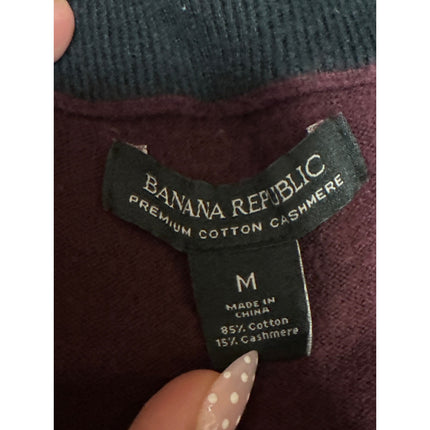 BANANA REPUBLIC
PREMIUM COTTON CASHMERE
M
MADE IN
CHINA
85% Cotton
15% Cashmere